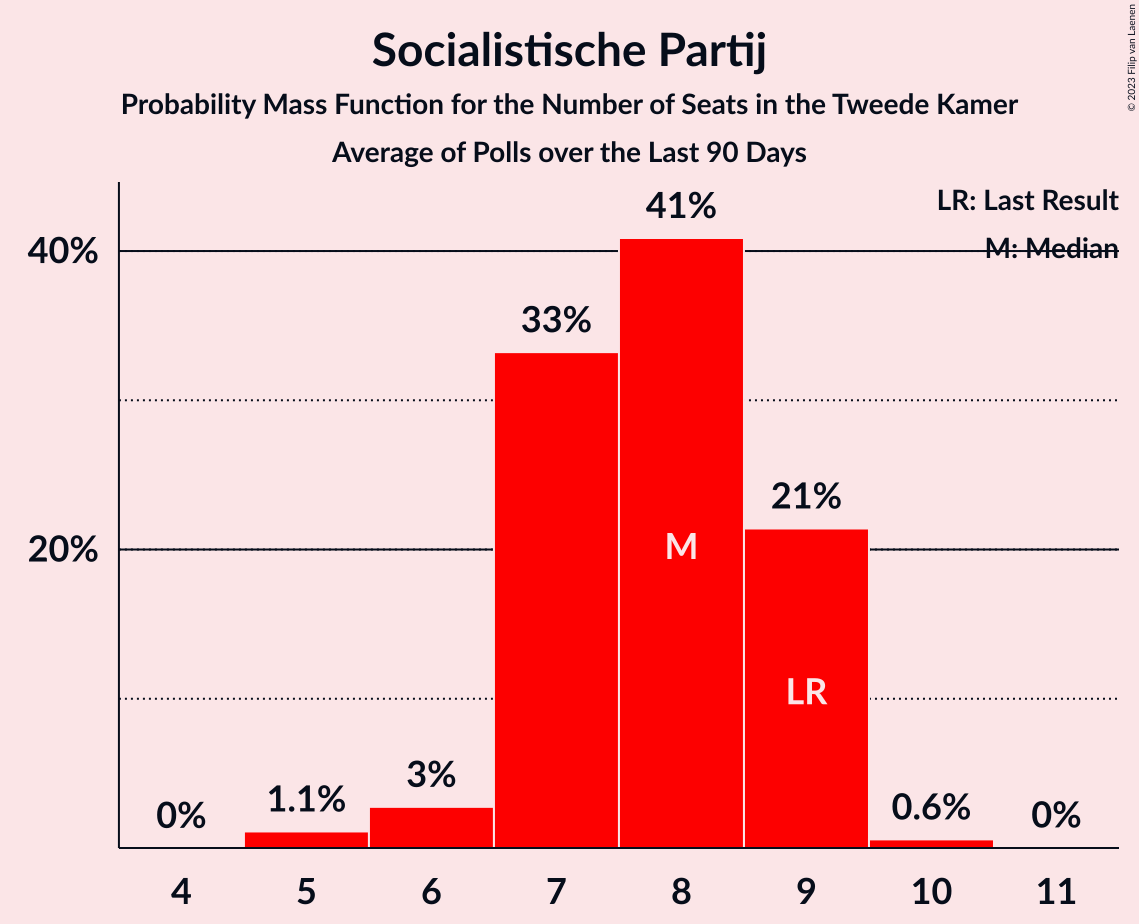 Socialistische Partij
Probability Mass Function for the Number of Seats in the Tweede Kamer
Average of Polls over the Last 90 Days
© 2023 Filip van Laenen
LR: Last Result
M: Median
40%
20%
0%
1.1%
3%
33%
41%
21%
0.6%
0%
M
LR
4 5 6 7 8 9 10 11